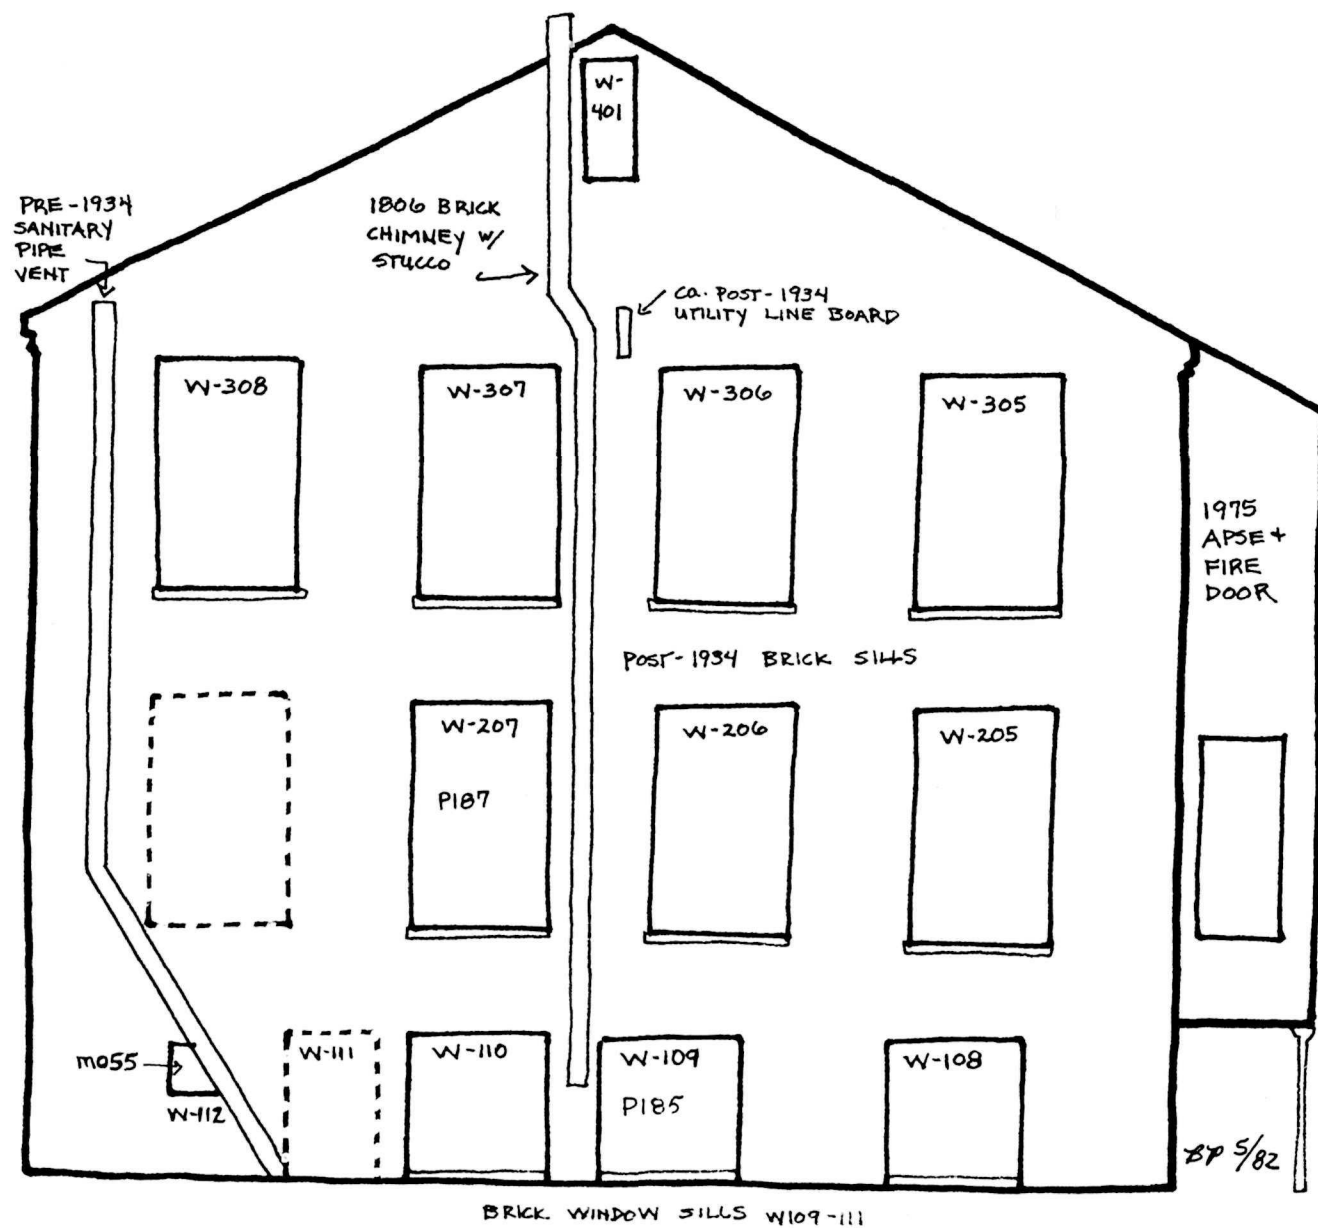 W-
401
PRE-1934
SANITARY
PIPE
VENT
1806 BRICK
CHIMNEY W/
STUCCO
ca. POST-1934
UTILITY LINE BOARD
W-308
W-307
W-306
W-305
1975
APSE +
FIRE
DOOR
POST-1934 BRICK SILLS
W-207
P187
W-206
W-205
W-111
W-110
W-109
P185
W-108
m055
W-112
BP 5/82
BRICK WINDOW SILLS W109-111